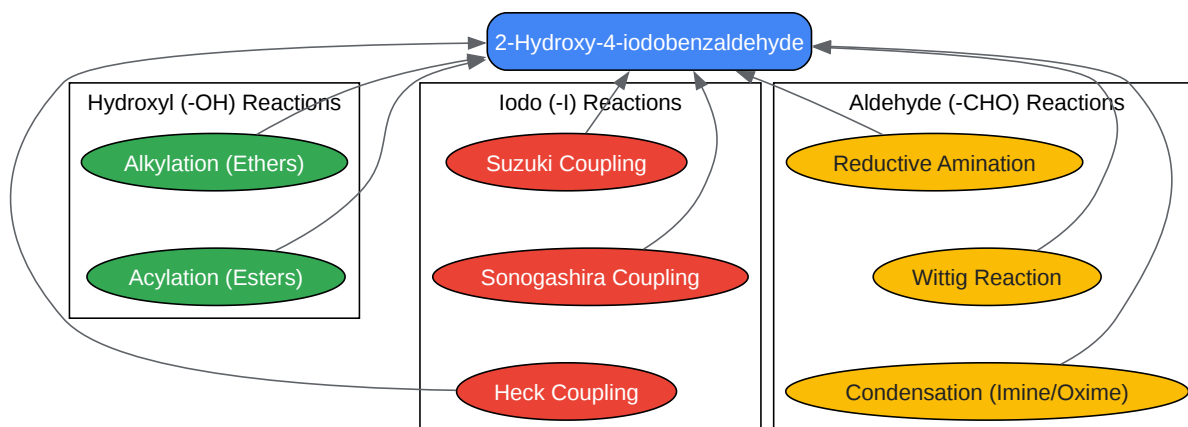 2-Hydroxy-4-iodobenzaldehyde
Hydroxyl (-OH) Reactions
Alkylation (Ethers)
Acylation (Esters)
Iodo (-I) Reactions
Suzuki Coupling
Sonogashira Coupling
Heck Coupling
Aldehyde (-CHO) Reactions
Reductive Amination
Wittig Reaction
Condensation (Imine/Oxime)